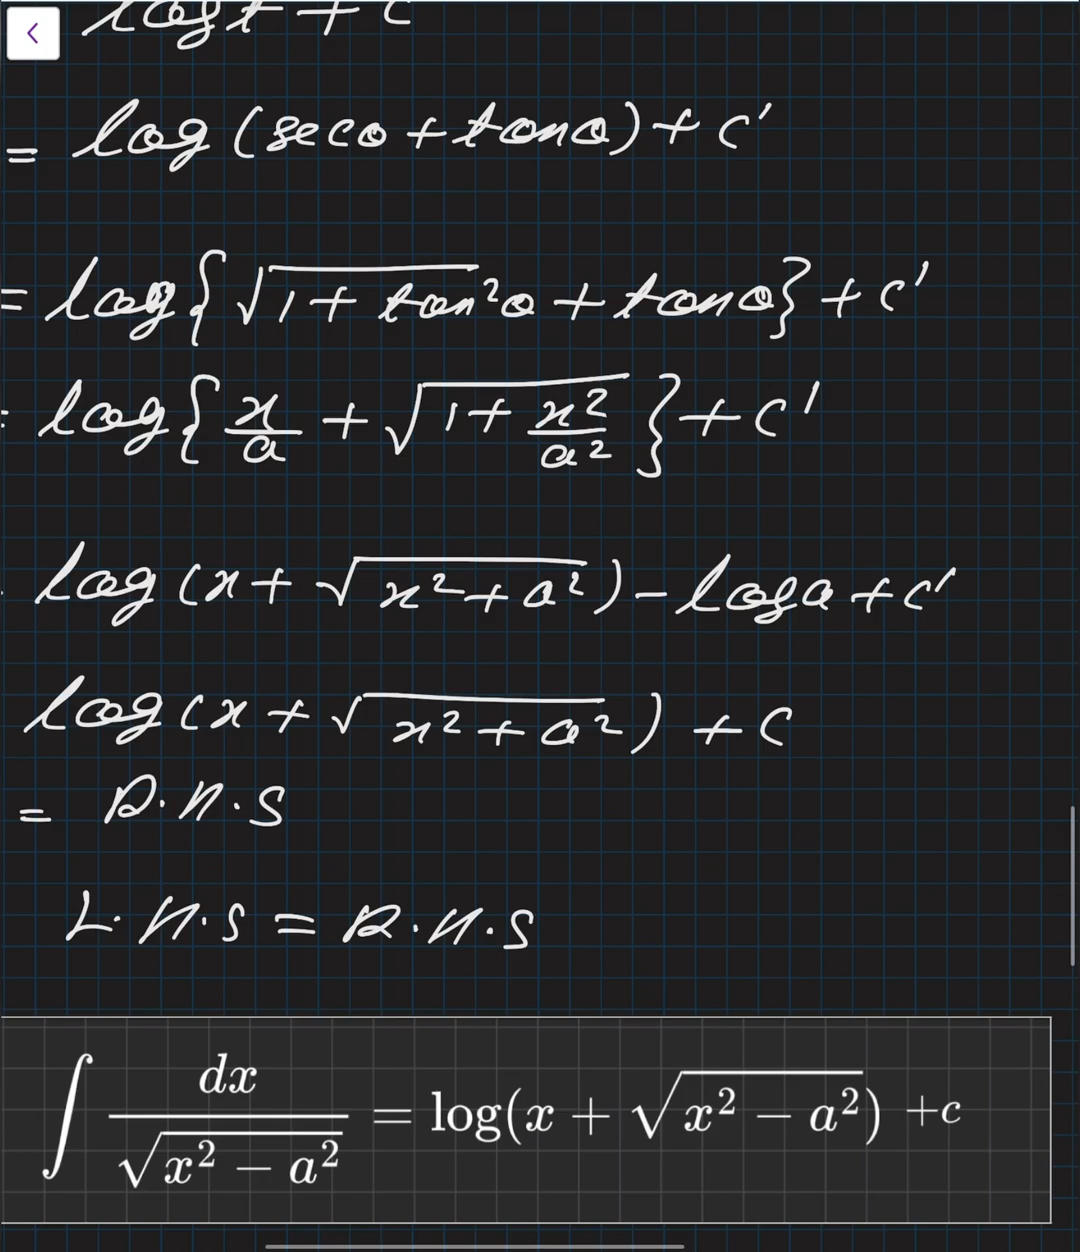 log t + c
= log (secθ + tanθ) + c'
= log{√(1 + tan²θ) + tanθ} + c'
= log{x/a + √(1 + x²/a²)} + c'
log (x + √(x² + a²)) - log a + c'
log (x + √(x² + a²)) + c
= R.H.S
L.H.S = R.H.S
∫ dx/√(x² − a²) = log(x + √(x² − a²)) +c